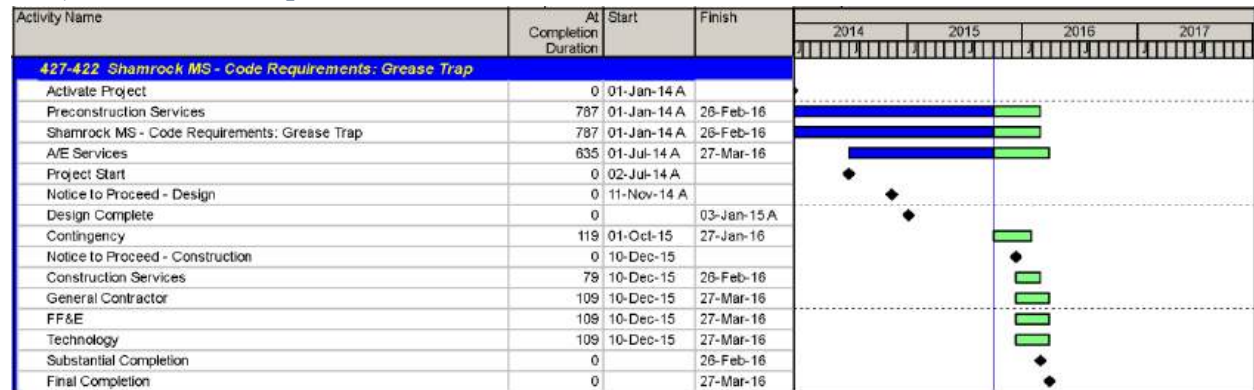 Activity Name At Completion Duration Start Finish 2014 2015 2016 2017
427-422 Shamrock MS - Code Requirements: Grease Trap
Activate Project 0 01-Jan-14 A
Preconstruction Services 787 01-Jan-14 A 26-Feb-16
Shamrock MS - Code Requirements: Grease Trap 787 01-Jan-14 A 26-Feb-16
A/E Services 635 01-Jul-14 A 27-Mar-16
Project Start 0 02-Jul-14 A
Notice to Proceed - Design 0 11-Nov-14 A
Design Complete 0 03-Jan-15 A
Contingency 119 01-Oct-15 27-Jan-16
Notice to Proceed - Construction 0 10-Dec-15
Construction Services 79 10-Dec-15 26-Feb-16
General Contractor 109 10-Dec-15 27-Mar-16
FF&E 109 10-Dec-15 27-Mar-16
Technology 109 10-Dec-15 27-Mar-16
Substantial Completion 0 26-Feb-16
Final Completion 0 27-Mar-16